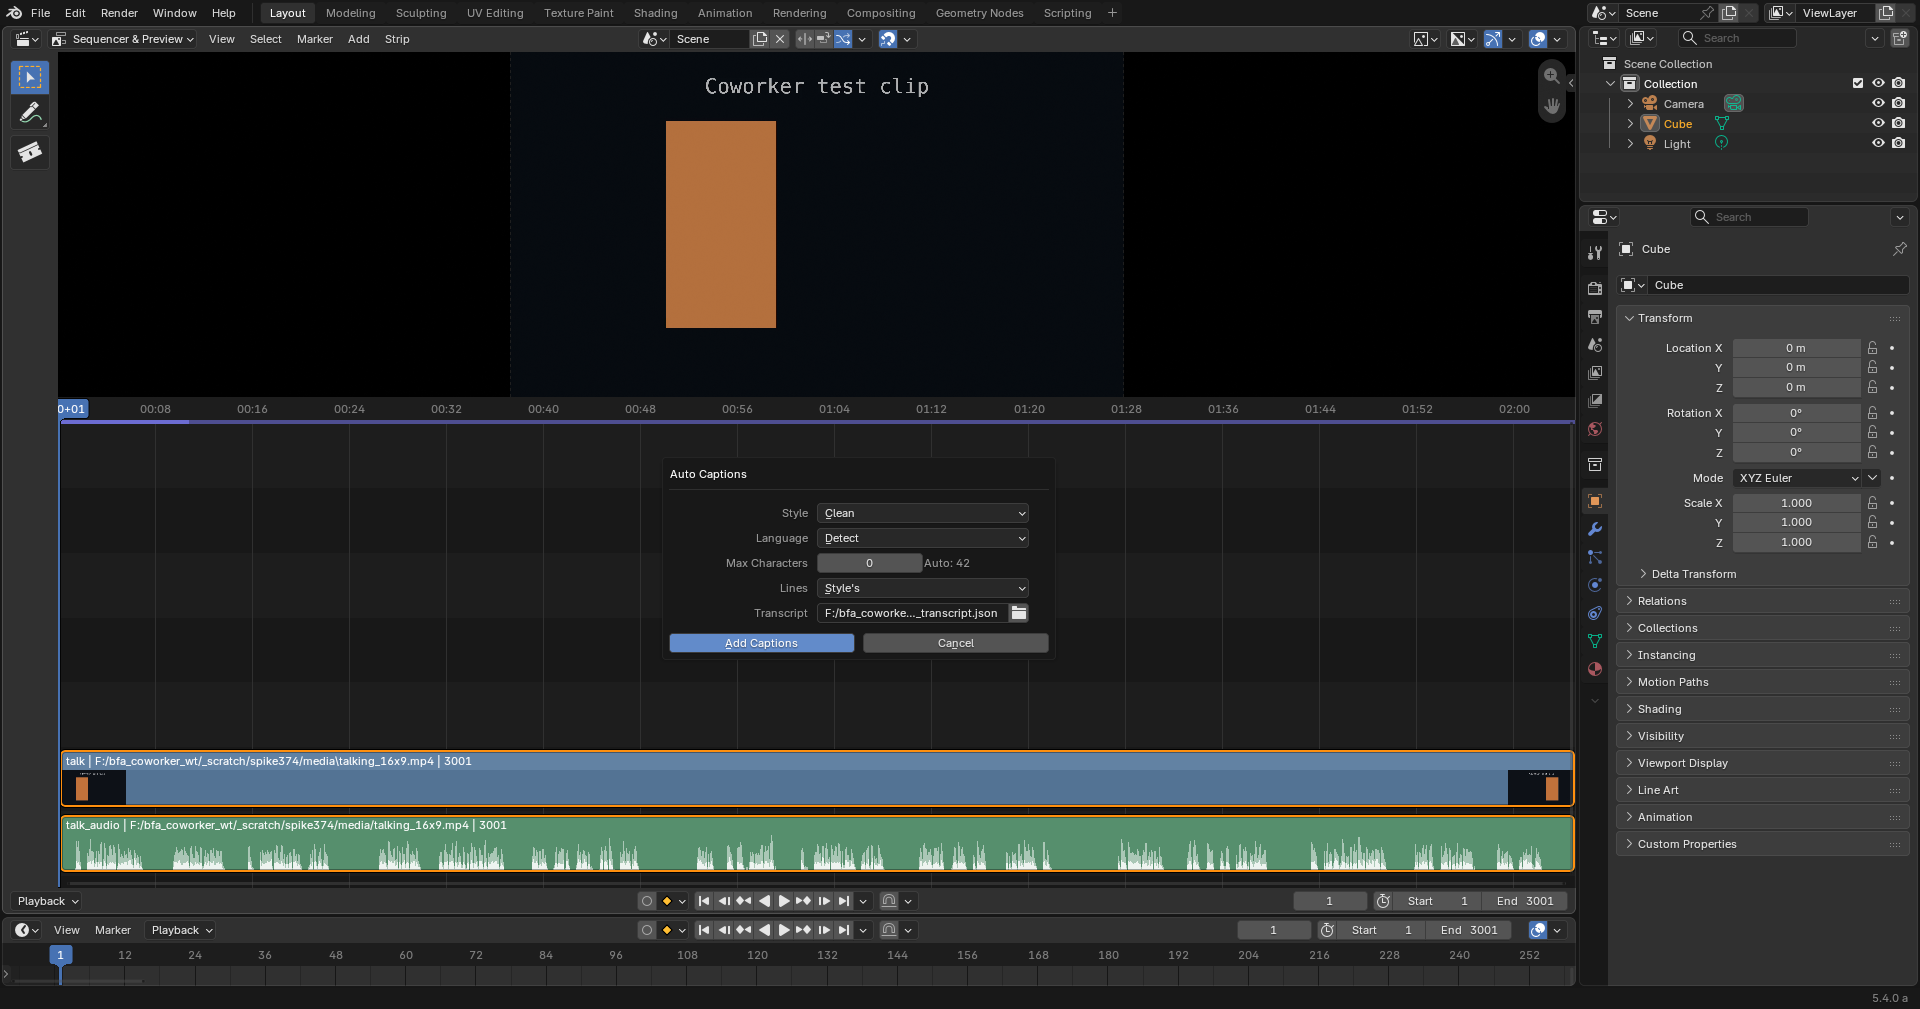 File Edit Render Window Help Layout Modeling Sculpting UV Editing Texture Paint Shading Animation Rendering Compositing Geometry Nodes Scripting + Scene ViewLayer
Sequencer & Preview View Select Marker Add Strip Scene Search
Coworker test clip
Scene Collection
Collection
Camera
Cube
Light
Search
Cube
Cube
Transform
Location X 0 m
Y 0 m
Z 0 m
Rotation X 0°
Y 0°
Z 0°
Mode XYZ Euler
Scale X 1.000
Y 1.000
Z 1.000
Delta Transform
Relations
Collections
Instancing
Motion Paths
Shading
Visibility
Viewport Display
Line Art
Animation
Custom Properties
0+01 00:08 00:16 00:24 00:32 00:40 00:48 00:56 01:04 01:12 01:20 01:28 01:36 01:44 01:52 02:00
Auto Captions
Style Clean
Language Detect
Max Characters 0 Auto: 42
Lines Style's
Transcript F:/bfa_coworke..._transcript.json
Add Captions Cancel
talk | F:/bfa_coworker_wt/_scratch/spike374/media\talking_16x9.mp4 | 3001
talk_audio | F:/bfa_coworker_wt/_scratch/spike374/media/talking_16x9.mp4 | 3001
Playback 1 Start 1 End 3001
View Marker Playback 1 Start 1 End 3001
1 12 24 36 48 60 72 84 96 108 120 132 144 156 168 180 192 204 216 228 240 252
5.4.0 a